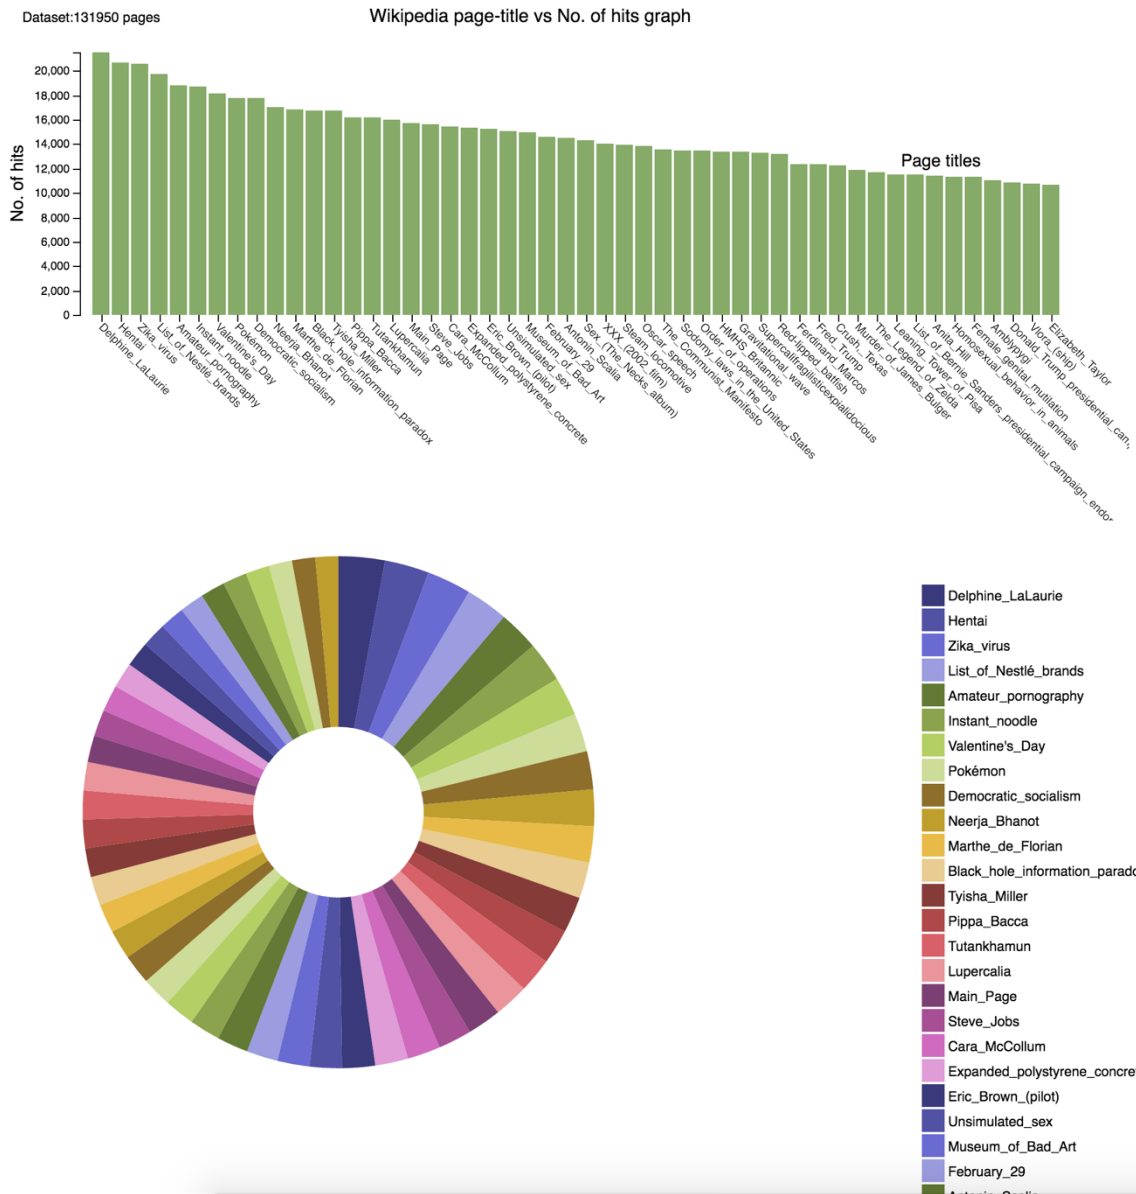 Dataset:131950 pages
Wikipedia page-title vs No. of hits graph
No. of hits
20,000
18,000
16,000
14,000
12,000
10,000
8,000
6,000
4,000
2,000
0
Page titles
Delphine_LaLaurie
Hentai
Zika_virus
List_of_Nestlé_brands
Amateur_pornography
Instant_noodle
Valentine's_Day
Pokémon
Democratic_socialism
Neerja_Bhanot
Marthe_de_Florian
Black_hole_information_paradox
Tyisha_Miller
Pippa_Bacca
Tutankhamun
Lupercalia
Main_Page
Steve_Jobs
Cara_McCollum
Expanded_polystyrene_concrete
Eric_Brown_(pilot)
Unsimulated_sex
Museum_of_Bad_Art
February_29
Antonin_Scalia
Sex_(The_Necks_album)
XXX_(2002_film)
Steam_locomotive
Oscar_speech
The_Communist_Manifesto
Sodomy_laws_in_the_United_States
Order_of_operations
HMHS_Britannic
Gravitational_wave
Supercalifragilisticexpialidocious
Red-lipped_batfish
Ferdinand_Marcos
Fred_Trump
Crush,_Texas
Murder_of_James_Bulger
The_Legend_of_Zelda
Leaning_Tower_of_Pisa
List_of_Bernie_Sanders_presidential_campaign_endor
Anita_Hill
Homosexual_behavior_in_animals
Female_genital_mutilation
Amblypygi
Donald_Trump_presidential_can
Vlora_(ship)
Elizabeth_Taylor
Delphine_LaLaurie
Hentai
Zika_virus
List_of_Nestlé_brands
Amateur_pornography
Instant_noodle
Valentine's_Day
Pokémon
Democratic_socialism
Neerja_Bhanot
Marthe_de_Florian
Black_hole_information_parado
Tyisha_Miller
Pippa_Bacca
Tutankhamun
Lupercalia
Main_Page
Steve_Jobs
Cara_McCollum
Expanded_polystyrene_concre
Eric_Brown_(pilot)
Unsimulated_sex
Museum_of_Bad_Art
February_29